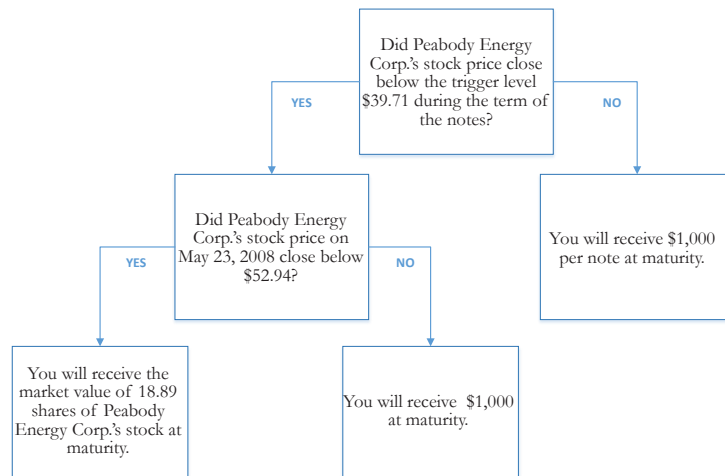 Did Peabody Energy
Corp.'s stock price close
below the trigger level
$39.71 during the term of
the notes?
YES
NO
Did Peabody Energy
Corp.'s stock price on
May 23, 2008 close below
$52.94?
You will receive $1,000
per note at maturity.
YES
NO
You will receive the
market value of 18.89
shares of Peabody
Energy Corp.'s stock at
maturity.
You will receive $1,000
at maturity.